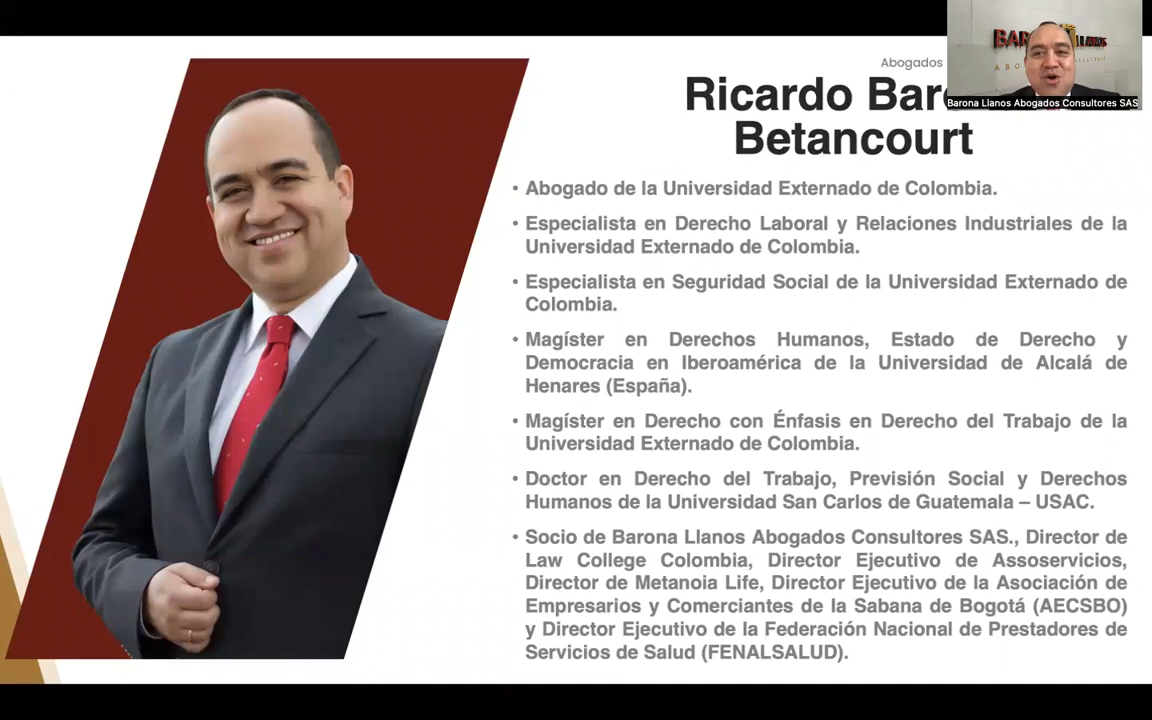 Abogados
Ricardo
Betancourt
Barona Llanos Abogados Consultores SAS
• Abogado de la Universidad Externado de Colombia.
• Especialista en Derecho Laboral y Relaciones Industriales de la
Universidad Externado de Colombia.
• Especialista en Seguridad Social de la Universidad Externado de
Colombia.
• Magíster en Derechos Humanos, Estado de Derecho y
Democracia en Iberoamérica de la Universidad de Alcalá de
Henares (España).
• Magíster en Derecho con Énfasis en Derecho del Trabajo de la
Universidad Externado de Colombia.
• Doctor en Derecho del Trabajo, Previsión Social y Derechos
Humanos de la Universidad San Carlos de Guatemala – USAC.
• Socio de Barona Llanos Abogados Consultores SAS., Director de
Law College Colombia, Director Ejecutivo de Assoservicios,
Director de Metanoia Life, Director Ejecutivo de la Asociación de
Empresarios y Comerciantes de la Sabana de Bogotá (AECSBO)
y Director Ejecutivo de la Federación Nacional de Prestadores de
Servicios de Salud (FENALSALUD).